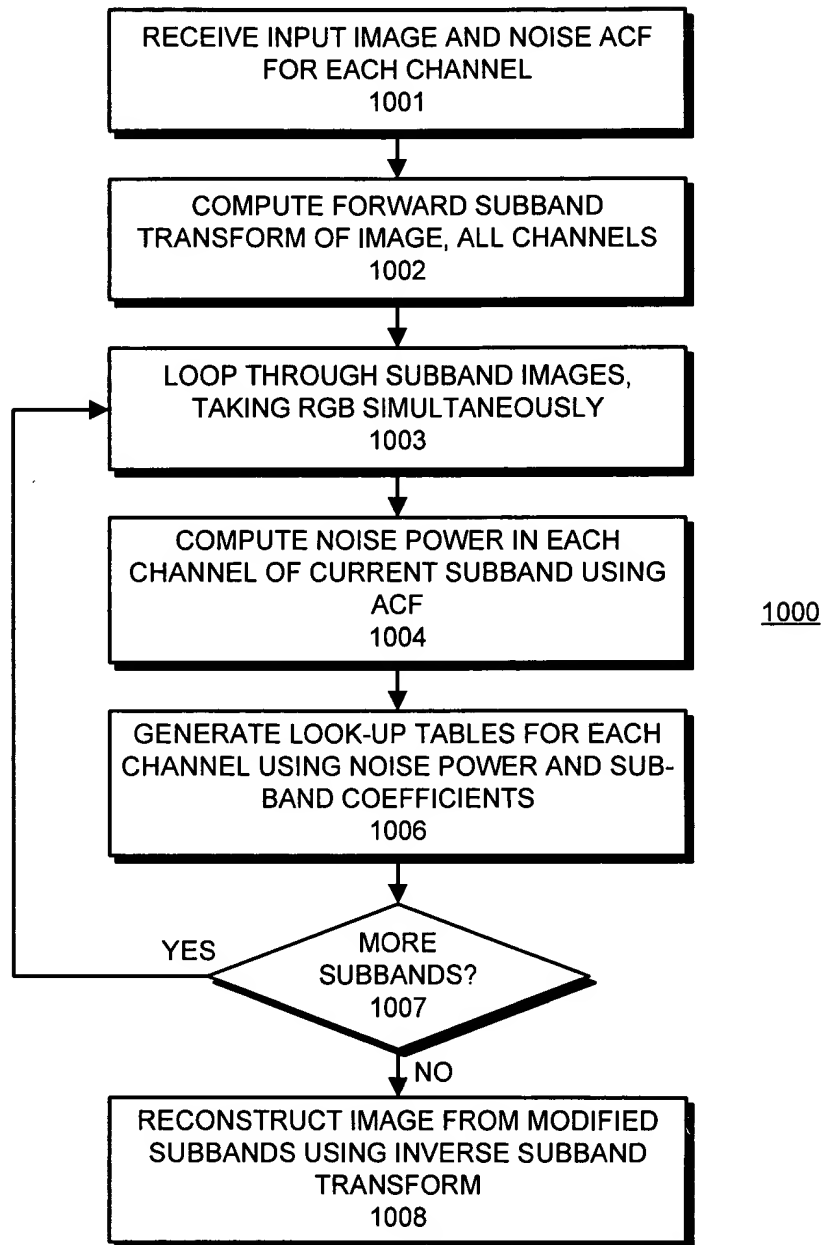 RECEIVE INPUT IMAGE AND NOISE ACF
FOR EACH CHANNEL
1001
COMPUTE FORWARD SUBBAND
TRANSFORM OF IMAGE, ALL CHANNELS
1002
LOOP THROUGH SUBBAND IMAGES,
TAKING RGB SIMULTANEOUSLY
1003
COMPUTE NOISE POWER IN EACH
CHANNEL OF CURRENT SUBBAND USING
ACF
1004
1000
GENERATE LOOK-UP TABLES FOR EACH
CHANNEL USING NOISE POWER AND SUB-
BAND COEFFICIENTS
1006
YES
MORE
SUBBANDS?
1007
NO
RECONSTRUCT IMAGE FROM MODIFIED
SUBBANDS USING INVERSE SUBBAND
TRANSFORM
1008